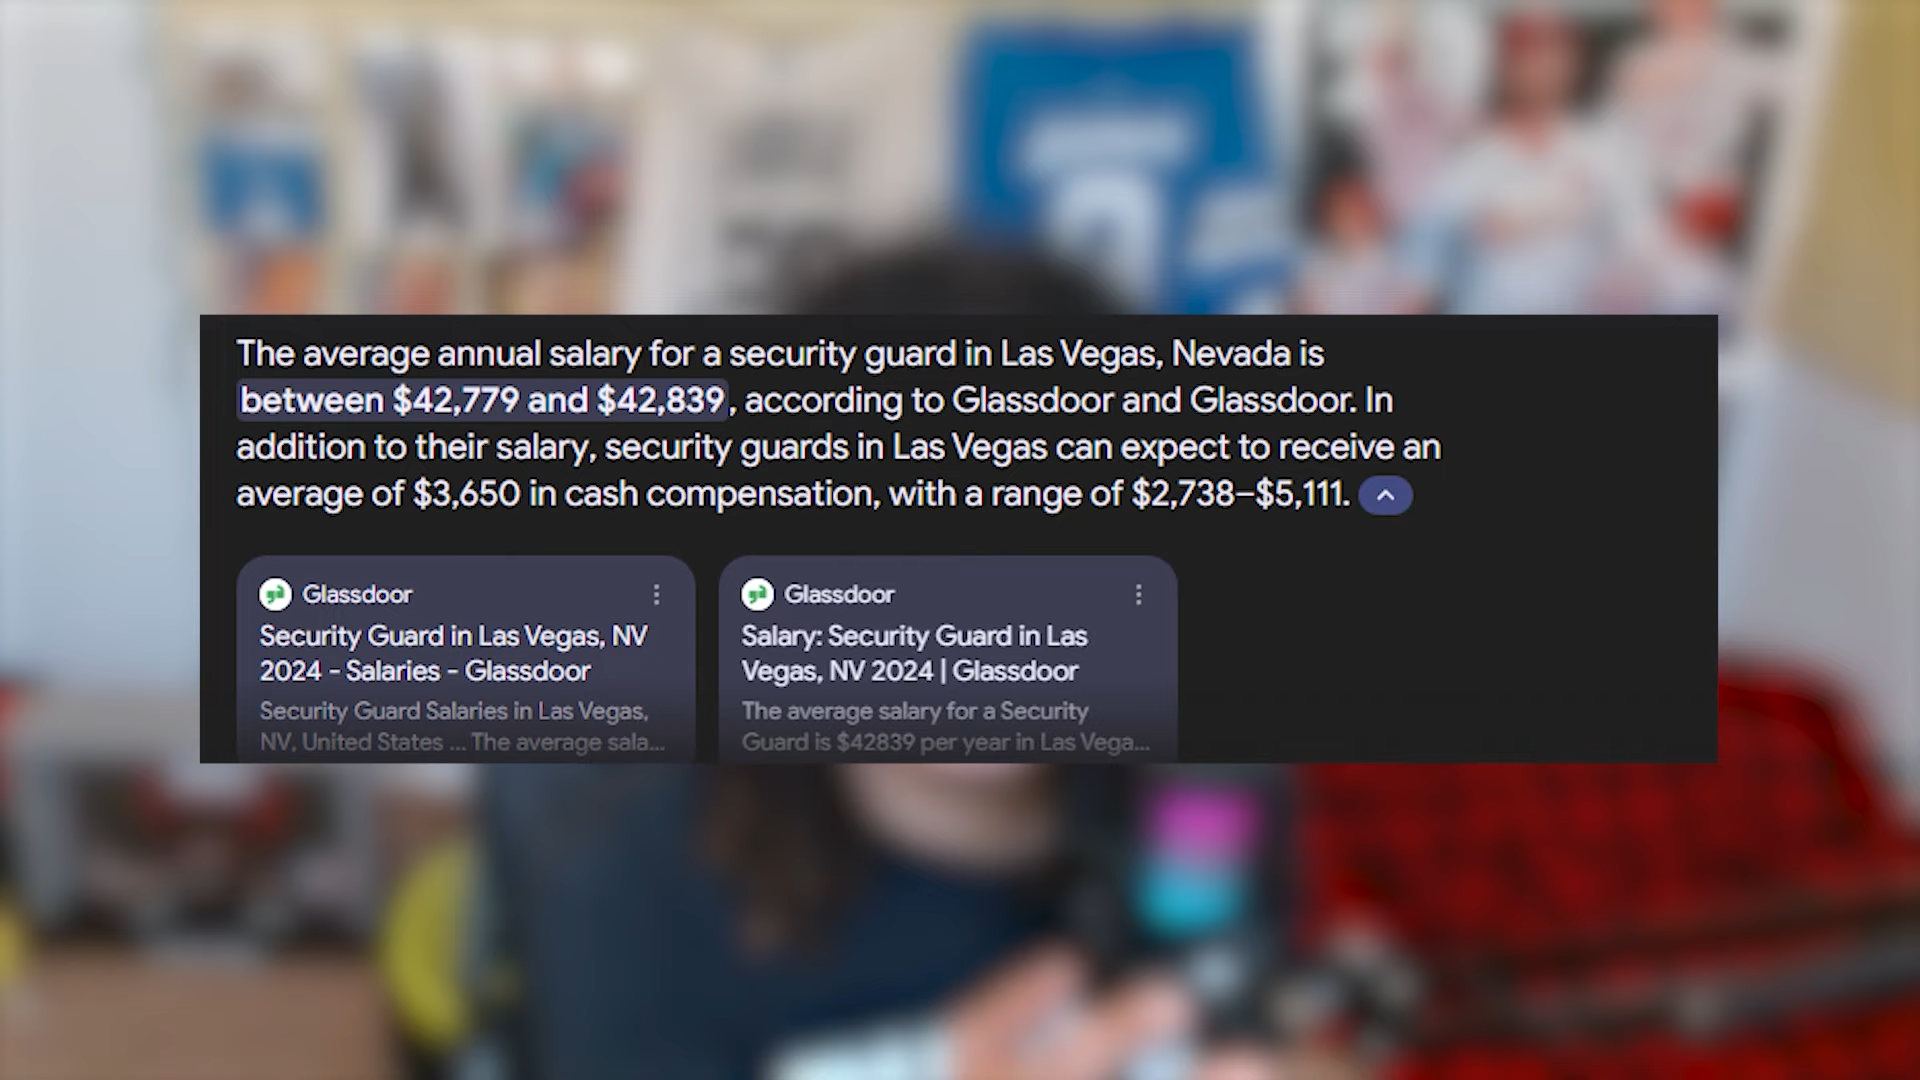 The average annual salary for a security guard in Las Vegas, Nevada is
between $42,779 and $42,839, according to Glassdoor and Glassdoor. In
addition to their salary, security guards in Las Vegas can expect to receive an
average of $3,650 in cash compensation, with a range of $2,738–$5,111.
Glassdoor
Security Guard in Las Vegas, NV
2024 - Salaries - Glassdoor
Security Guard Salaries in Las Vegas,
NV, United States ... The average sala...
Glassdoor
Salary: Security Guard in Las
Vegas, NV 2024 | Glassdoor
The average salary for a Security
Guard is $42839 per year in Las Vega...